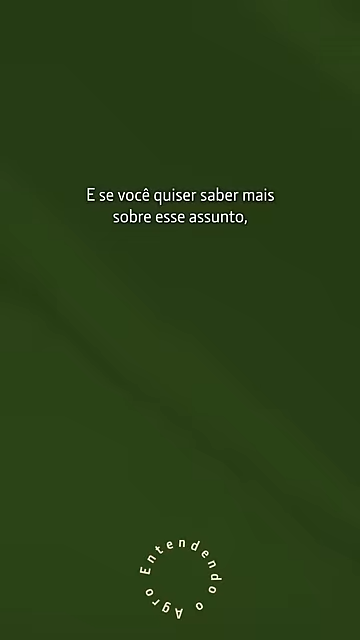 E se você quiser saber mais
sobre esse assunto,
Entendendo o Agro